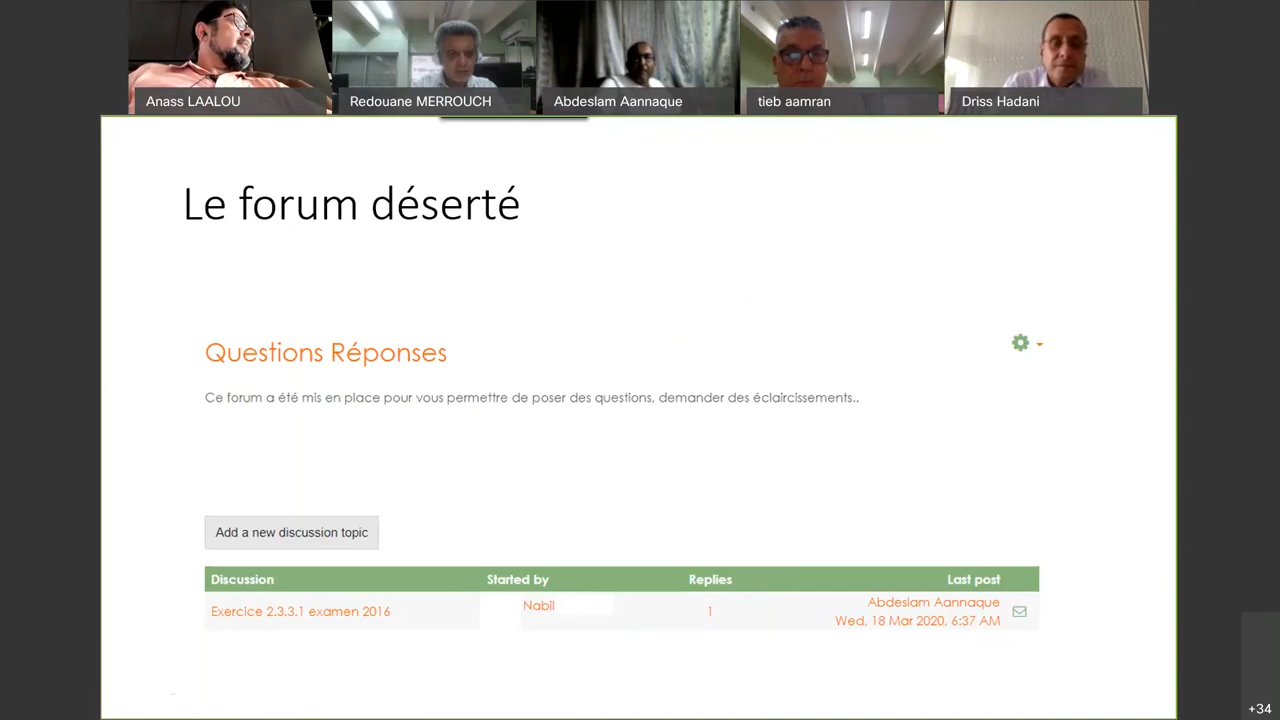 Anass LAALOU
Redouane MERROUCH
Abdeslam Aannaque
tieb aamran
Driss Hadani
Le forum déserté
Questions Réponses
Ce forum a été mis en place pour vous permettre de poser des questions, demander des éclaircissements..
Add a new discussion topic
Discussion Started by Replies Last post
Exercice 2.3.3.1 examen 2016 Nabil 1 Abdeslam Aannaque
Wed, 18 Mar 2020, 6:37 AM
+34